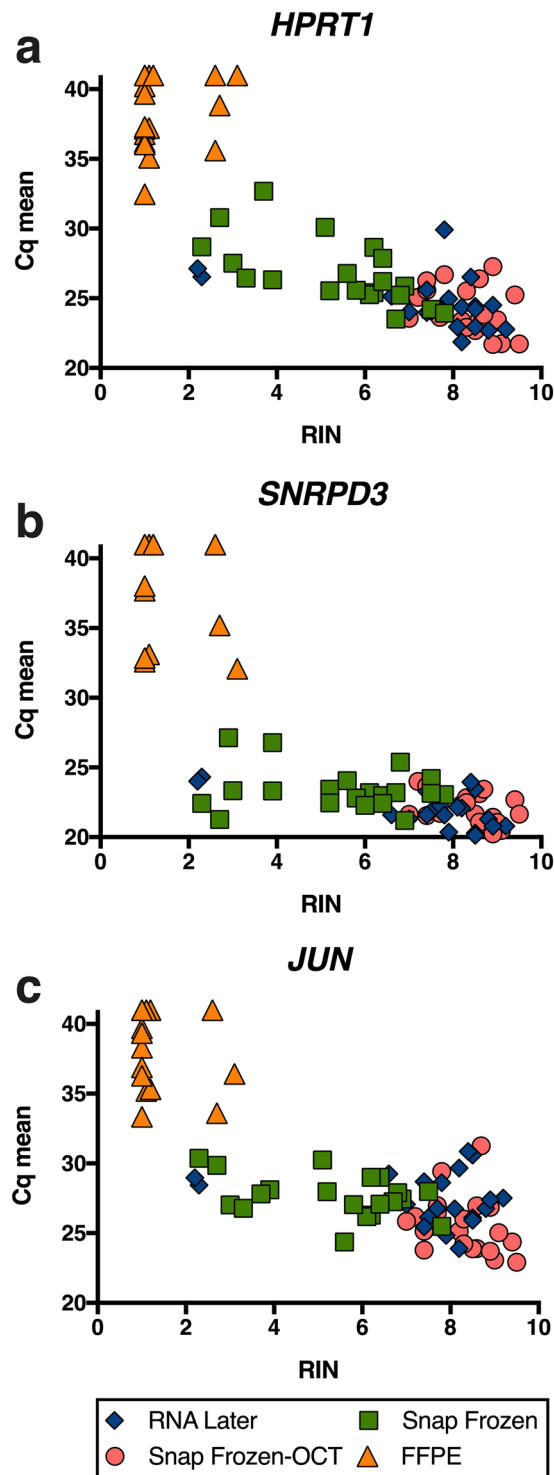 HPRT1
a
40
35
30
25
20
Cq mean
0 2 4 6 8 10
RIN
SNRPD3
b
40
35
30
25
20
Cq mean
0 2 4 6 8 10
RIN
JUN
c
40
35
30
25
20
Cq mean
0 2 4 6 8 10
RIN
RNA Later Snap Frozen
Snap Frozen-OCT FFPE